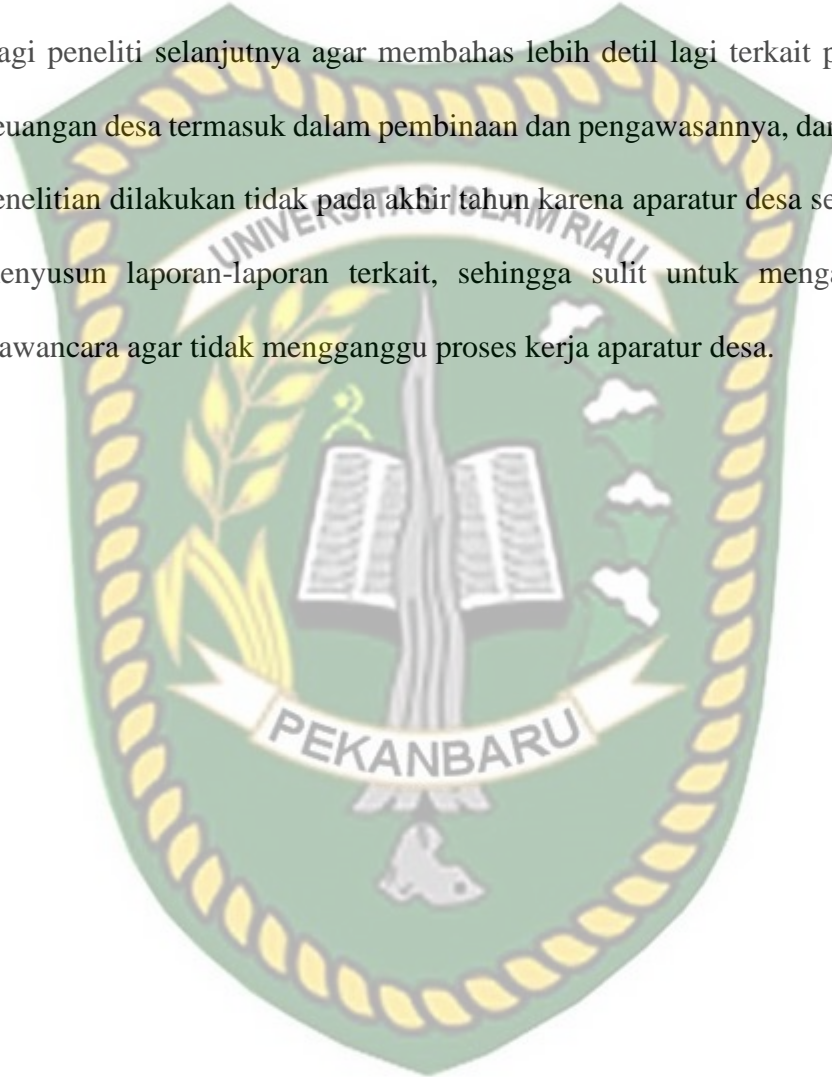 agi peneliti selanjutnya agar membahas lebih detil lagi terkait p
euangan desa termasuk dalam pembinaan dan pengawasannya, dar
enelitian dilakukan tidak pada akhir tahun karena aparatur desa se
enyusun laporan-laporan terkait, sehingga sulit untuk menga
awancara agar tidak mengganggu proses kerja aparatur desa.
UNIVERSITAS ISLAM RIAU
PEKANBARU